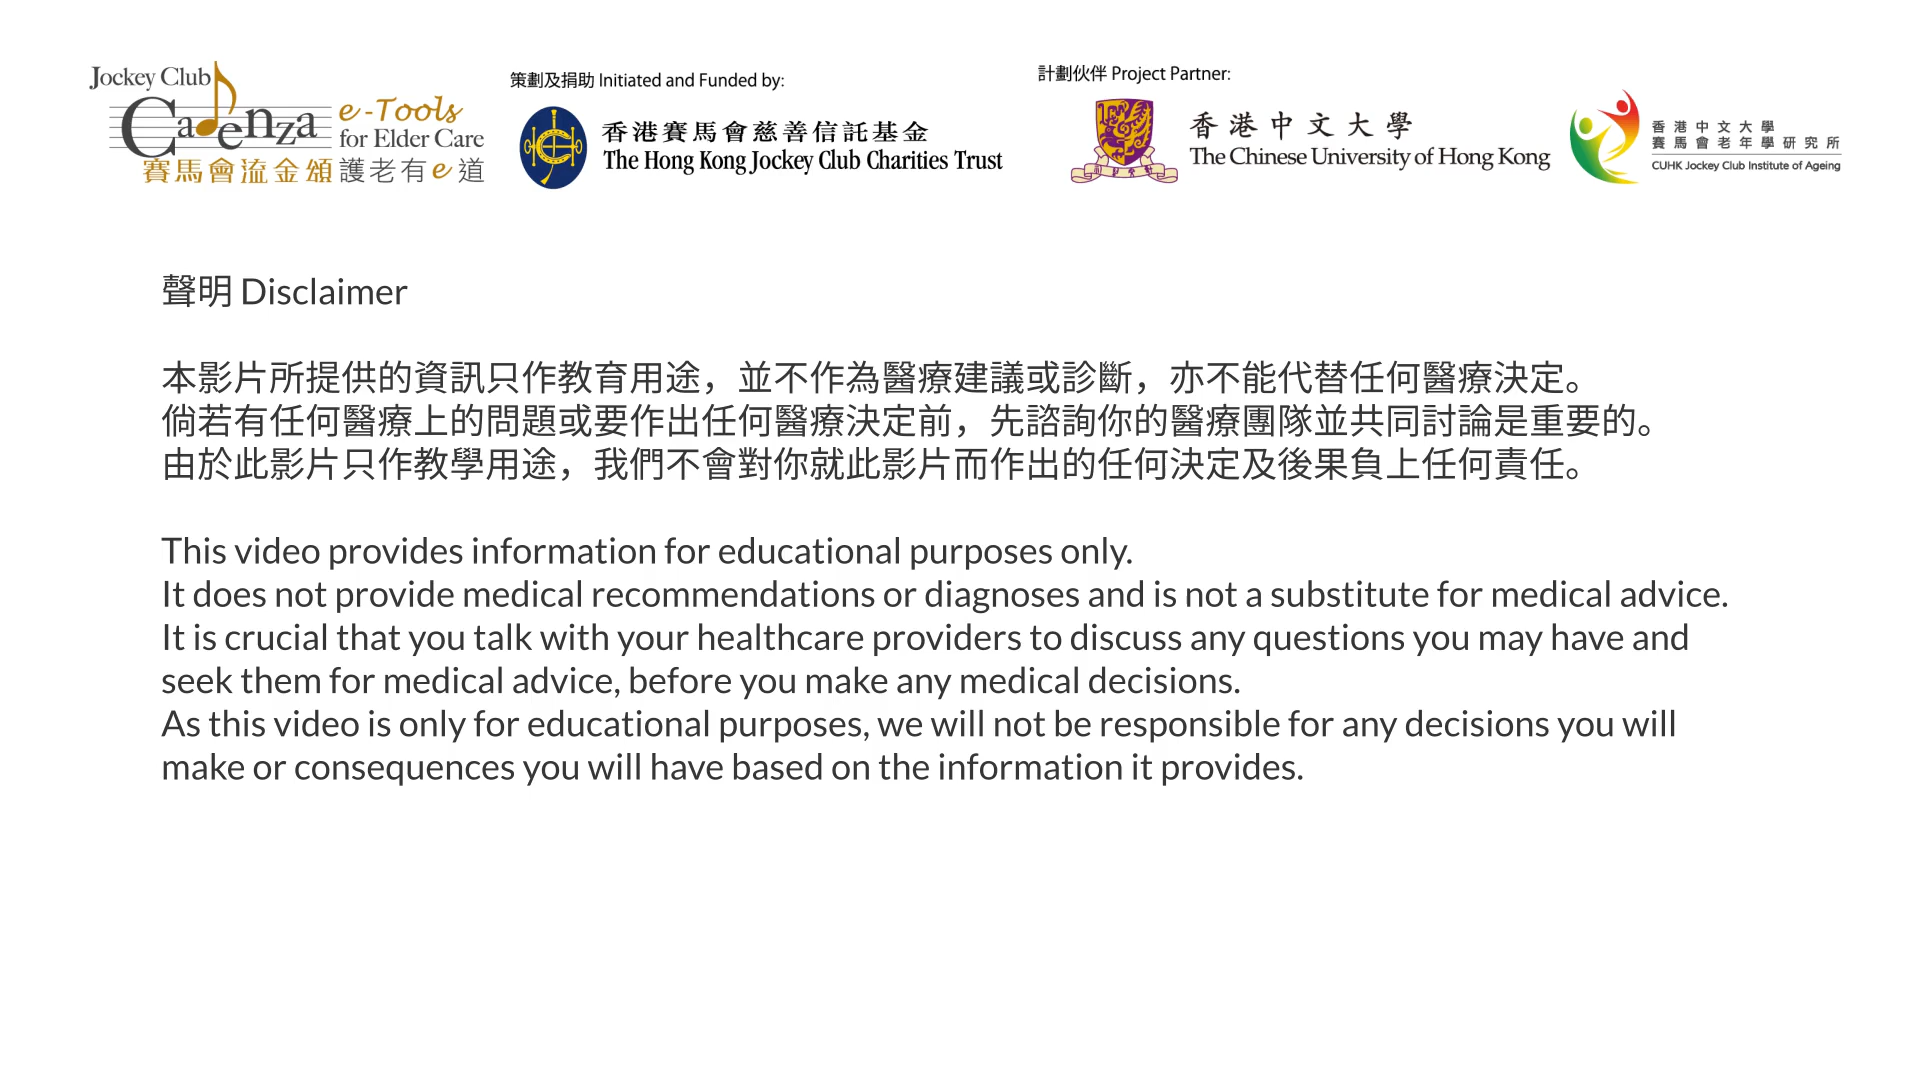 Jockey Club
Cadenza
e-Tools
for Elder Care
賽馬會流金頌護老有e道
策劃及捐助 Initiated and Funded by:
香港賽馬會慈善信託基金
The Hong Kong Jockey Club Charities Trust
計劃伙伴 Project Partner:
香港中文大學
The Chinese University of Hong Kong
香港中文大學
賽馬會老年學研究所
CUHK Jockey Club Institute of Ageing
聲明 Disclaimer
本影片所提供的資訊只作教育用途，並不作為醫療建議或診斷，亦不能代替任何醫療決定。
倘若有任何醫療上的問題或要作出任何醫療決定前，先諮詢你的醫療團隊並共同討論是重要的。
由於此影片只作教學用途，我們不會對你就此影片而作出的任何決定及後果負上任何責任。
This video provides information for educational purposes only.
It does not provide medical recommendations or diagnoses and is not a substitute for medical advice.
It is crucial that you talk with your healthcare providers to discuss any questions you may have and
seek them for medical advice, before you make any medical decisions.
As this video is only for educational purposes, we will not be responsible for any decisions you will
make or consequences you will have based on the information it provides.